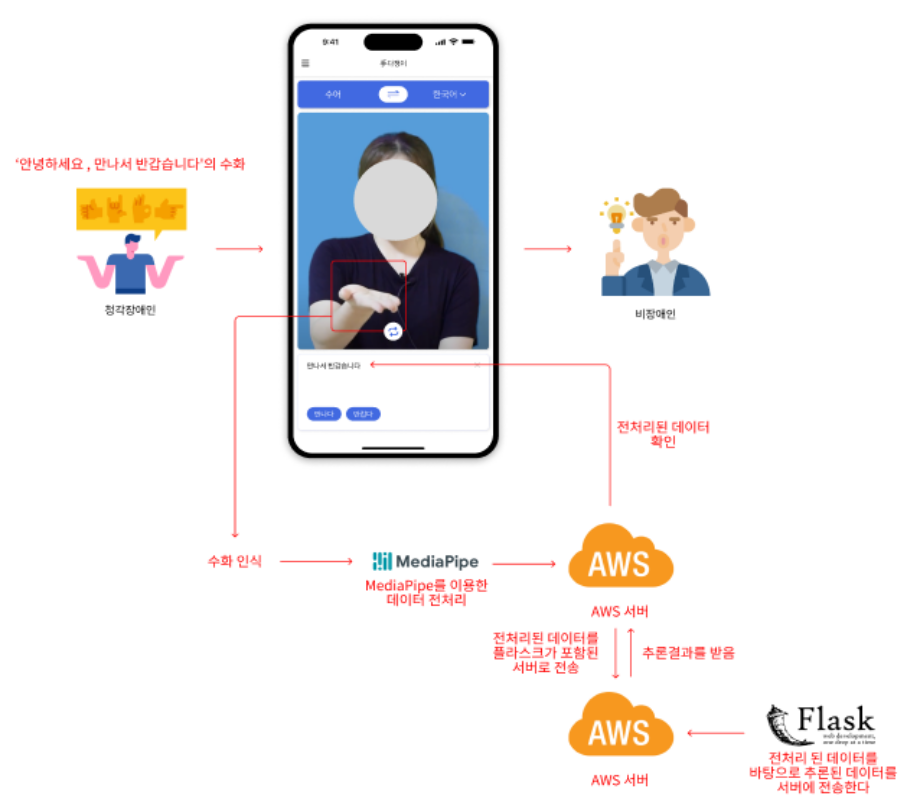 9:41
수어
한국어
'안녕하세요 , 만나서 반갑습니다'의 수화
청각장애인
비장애인
만나서 반갑습니다
만나다 반갑다
전처리된 데이터
확인
수화 인식
MediaPipe
AWS
MediaPipe를 이용한
데이터 전처리
AWS 서버
전처리된 데이터를
플라스크가 포함된
서버로 전송
추론결과를 받음
AWS
Flask
web development,
one drop at a time
AWS 서버
전처리 된 데이터를
바탕으로 추론된 데이터를
서버에 전송한다